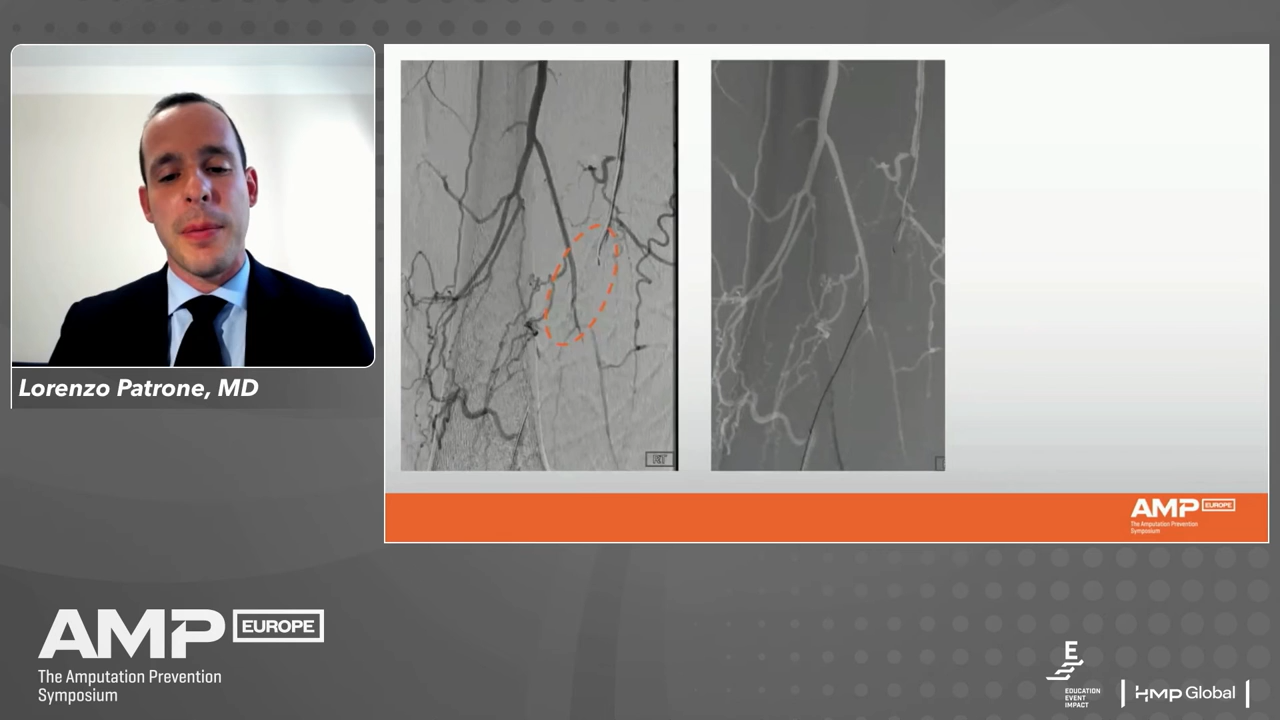 Lorenzo Patrone, MD
RT
AMP EUROPE
The Amputation Prevention
Symposium
AMP EUROPE
The Amputation Prevention
Symposium
E
EDUCATION
EVENT
IMPACT
HMP Global